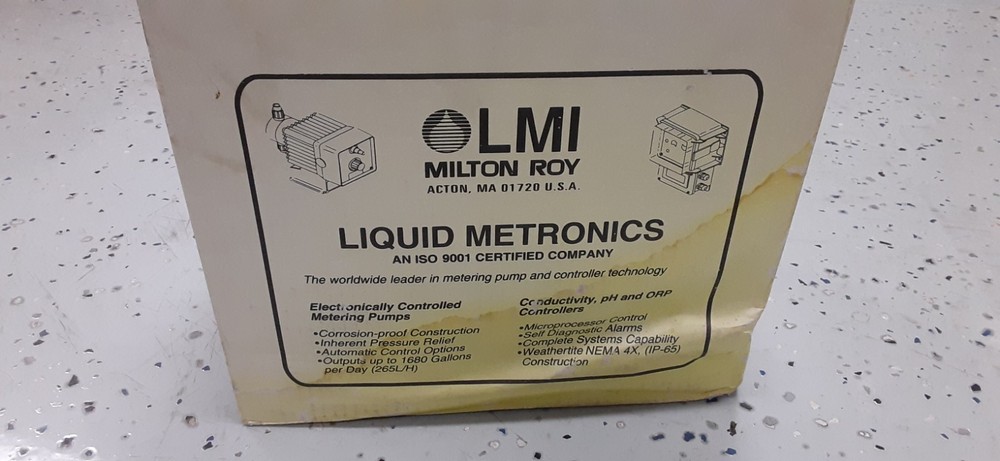 LMI
MILTON ROY
ACTON, MA 01720 U.S.A.
LIQUID METRONICS
AN ISO 9001 CERTIFIED COMPANY
The worldwide leader in metering pump and controller technology
Electronically Controlled
Metering Pumps
•Corrosion-proof Construction
•Inherent Pressure Relief
•Automatic Control Options
•Outputs up to 1680 Gallons
per Day (265L/H)
Conductivity, pH and ORP
Controllers
•Microprocessor Control
•Self Diagnostic Alarms
•Complete Systems Capability
•Weathertite NEMA 4X, (IP-65)
Construction